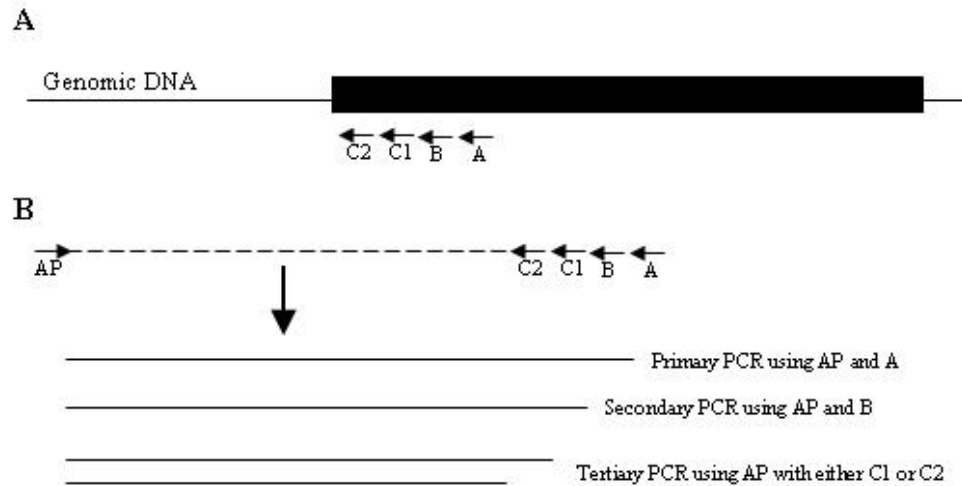 A
Genomic DNA
C2 C1 B A
B
AP C2 C1 B A
Primary PCR using AP and A
Secondary PCR using AP and B
Tertiary PCR using AP with either C1 or C2